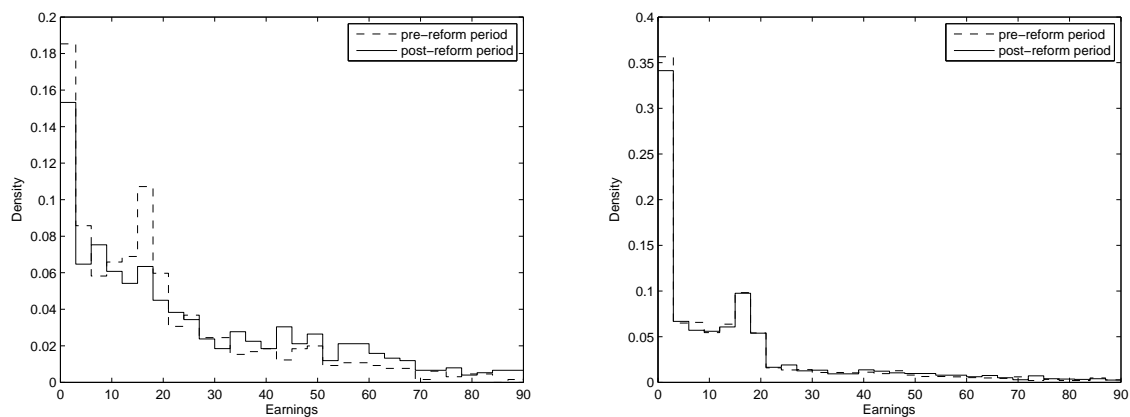 0.2
0.18
0.16
0.14
0.12
0.1
0.08
0.06
0.04
0.02
0
Density
0 10 20 30 40 50 60 70 80 90
Earnings
pre−reform period
post−reform period
0.4
0.35
0.3
0.25
0.2
0.15
0.1
0.05
0
Density
0 10 20 30 40 50 60 70 80 90
Earnings
pre−reform period
post−reform period